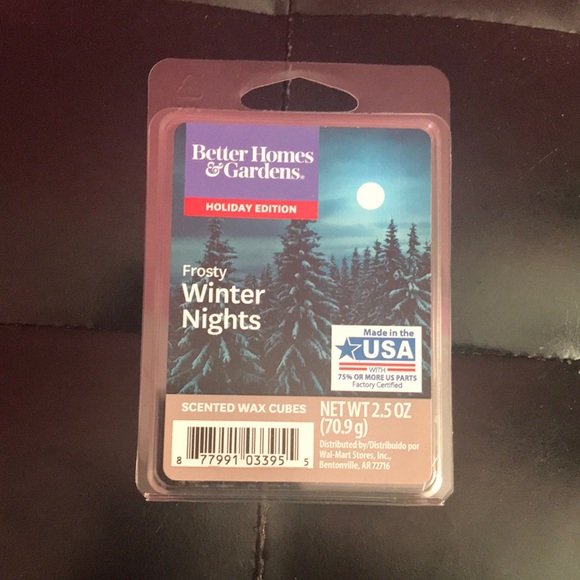 Better Homes
& Gardens®
HOLIDAY EDITION
Frosty
Winter
Nights
Made in the
USA
WITH
75% OR MORE US PARTS
Factory Certified
SCENTED WAX CUBES
NET WT 2.5 OZ
(70.9 g)
Distributed by/Distribuido por
Wal-Mart Stores, Inc.,
Bentonville, AR 72716
8 77991 03395 5